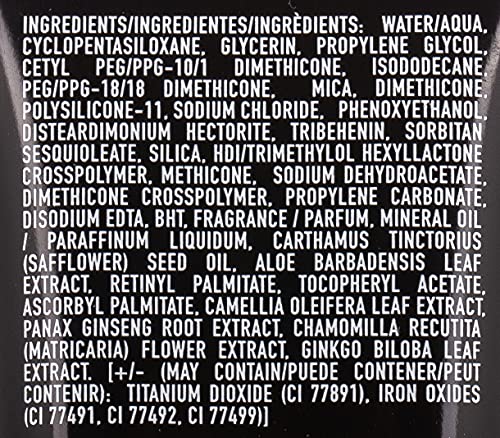 INGREDIENTS/INGREDIENTES/INGRÈDIENTS: WATER/AQUA,
CYCLOPENTASILOXANE, GLYCERIN, PROPYLENE GLYCOL,
CETYL PEG/PPG-10/1 DIMETHICONE, ISODODECANE,
PEG/PPG-18/18 DIMETHICONE, MICA, DIMETHICONE,
POLYSILICONE-11, SODIUM CHLORIDE, PHENOXYETHANOL,
DISTEARDIMONIUM HECTORITE, TRIBEHENIN, SORBITAN
SESQUIOLEATE, SILICA, HDI/TRIMETHYLOL HEXYLLACTONE
CROSSPOLYMER, METHICONE, SODIUM DEHYDROACETATE,
DIMETHICONE CROSSPOLYMER, PROPYLENE CARBONATE,
DISODIUM EDTA, BHT, FRAGRANCE / PARFUM, MINERAL OIL
/ PARAFFINUM LIQUIDUM, CARTHAMUS TINCTORIUS
(SAFFLOWER) SEED OIL, ALOE BARBADENSIS LEAF
EXTRACT, RETINYL PALMITATE, TOCOPHERYL ACETATE,
ASCORBYL PALMITATE, CAMELLIA OLEIFERA LEAF EXTRACT,
PANAX GINSENG ROOT EXTRACT, CHAMOMILLA RECUTITA
(MATRICARIA) FLOWER EXTRACT, GINKGO BILOBA LEAF
EXTRACT. [+/- (MAY CONTAIN/PUEDE CONTENER/PEUT
CONTENIR): TITANIUM DIOXIDE (CI 77891), IRON OXIDES
(CI 77491, CI 77492, CI 77499)]